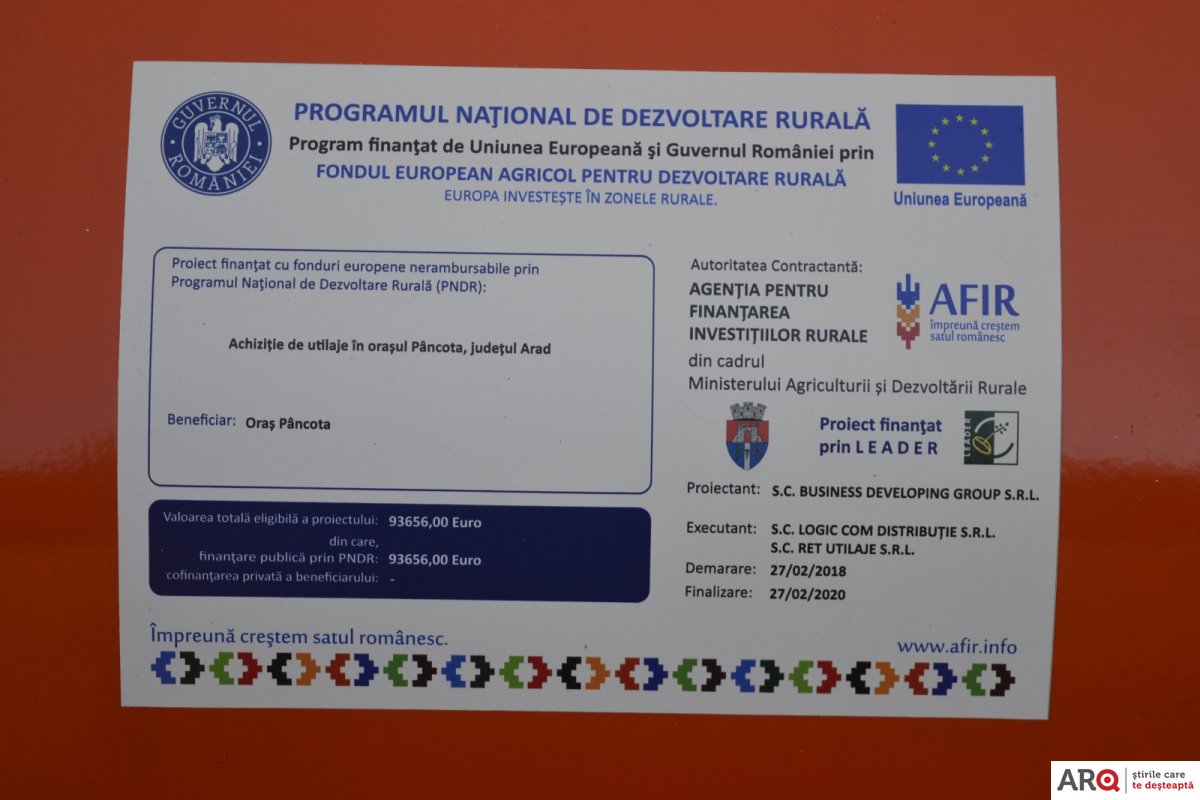 GUVERNUL ROMÂNIEI
PROGRAMUL NAŢIONAL DE DEZVOLTARE RURALĂ
Program finanţat de Uniunea Europeană şi Guvernul României prin
FONDUL EUROPEAN AGRICOL PENTRU DEZVOLTARE RURALĂ
EUROPA INVESTEŞTE ÎN ZONELE RURALE.
Uniunea Europeană
Proiect finanţat cu fonduri europene nerambursabile prin
Programul Naţional de Dezvoltare Rurală (PNDR):
Achiziţie de utilaje în oraşul Pâncota, judeţul Arad
Beneficiar: Oraş Pâncota
Valoarea totală eligibilă a proiectului: 93656,00 Euro
din care,
finanţare publică prin PNDR: 93656,00 Euro
cofinanţarea privată a beneficiarului: -
Autoritatea Contractantă:
AGENŢIA PENTRU
FINANŢAREA
INVESTIŢIILOR RURALE
din cadrul
Ministerului Agriculturii şi Dezvoltării Rurale
AFIR
împreună creştem
satul românesc
Proiect finanţat
prin L E A D E R
LEADER
Proiectant: S.C. BUSINESS DEVELOPING GROUP S.R.L.
Executant: S.C. LOGIC COM DISTRIBUŢIE S.R.L.
S.C. RET UTILAJE S.R.L.
Demarare: 27/02/2018
Finalizare: 27/02/2020
Împreună creştem satul românesc.
www.afir.info
ARQ
știrile care
te deșteaptă